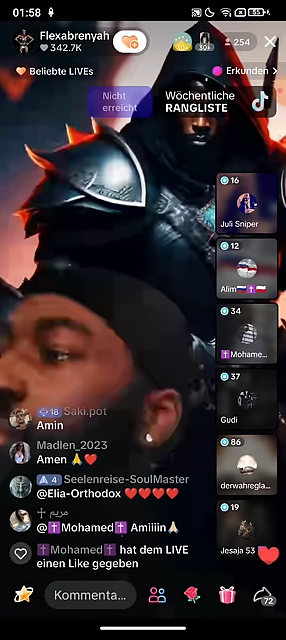 01:58
55
Flexabrenyah
342.7K
30+
254
Beliebte LIVEs
Erkunden >
Nicht
erreicht
Wöchentliche
RANGLISTE
16
Juli Sniper
12
Alim
34
✝️Mohame...
37
Gudi
86
derwahregla...
19
Jesaja 53
18 Saki.pot
Amin
Madlen_2023
Amen 🙏❤️
4 Seelenreise-SoulMaster
@Elia-Orthodox ❤️❤️❤️❤️
♰ مريم
@✝️Mohamed✝️ Amiiiin🙏🏻
✝️Mohamed✝️ hat dem LIVE
einen Like gegeben
Kommenta...
72